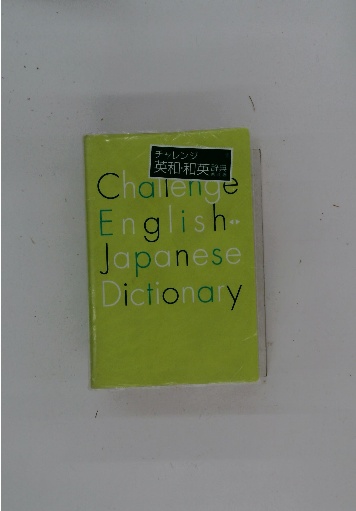 チャレンジ
英和・和英辞典
Challenge
English↔
Japanese
Dictionary